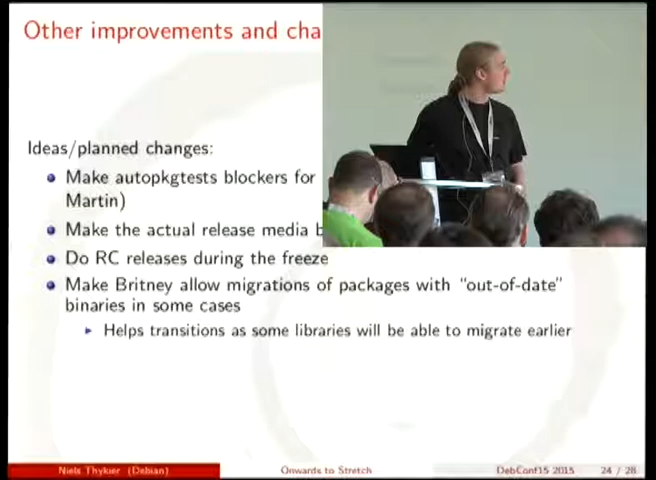 Other improvements and cha
Ideas/planned changes:
Make autopkgtests blockers for
Martin)
Make the actual release media b
Do RC releases during the freeze
Make Britney allow migrations of packages with “out-of-date”
binaries in some cases
Helps transitions as some libraries will be able to migrate earlier
Niels Thykier (Debian) Onwards to Stretch DebConf15 2015 24 / 28